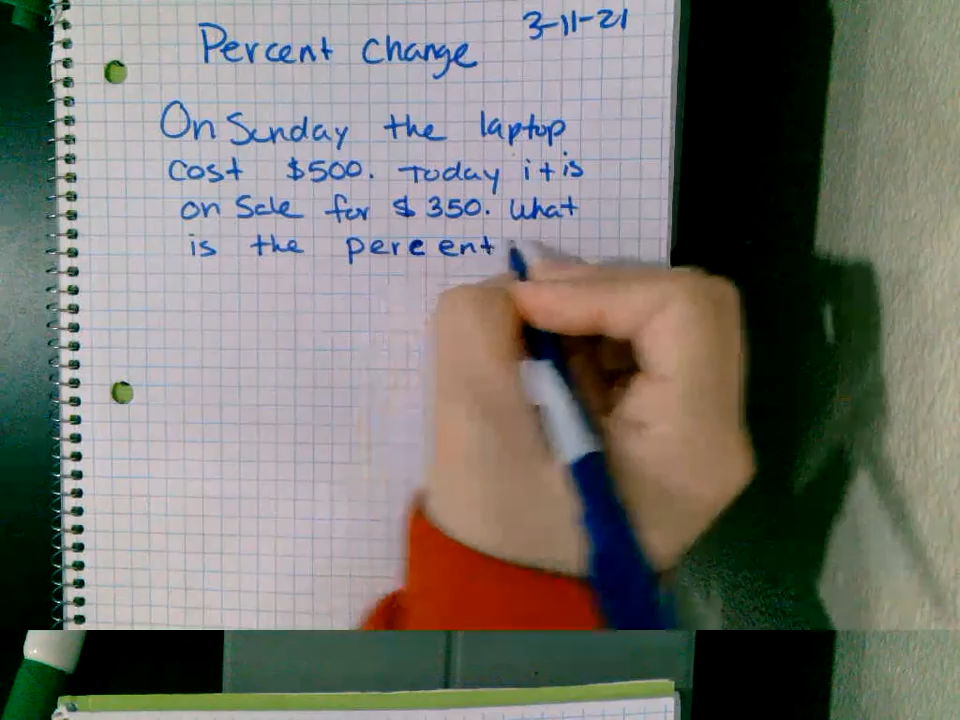 Percent Change
3-11-21
On Sunday the laptop
cost $500. Today it is
on Sale for $350. What
is the percent